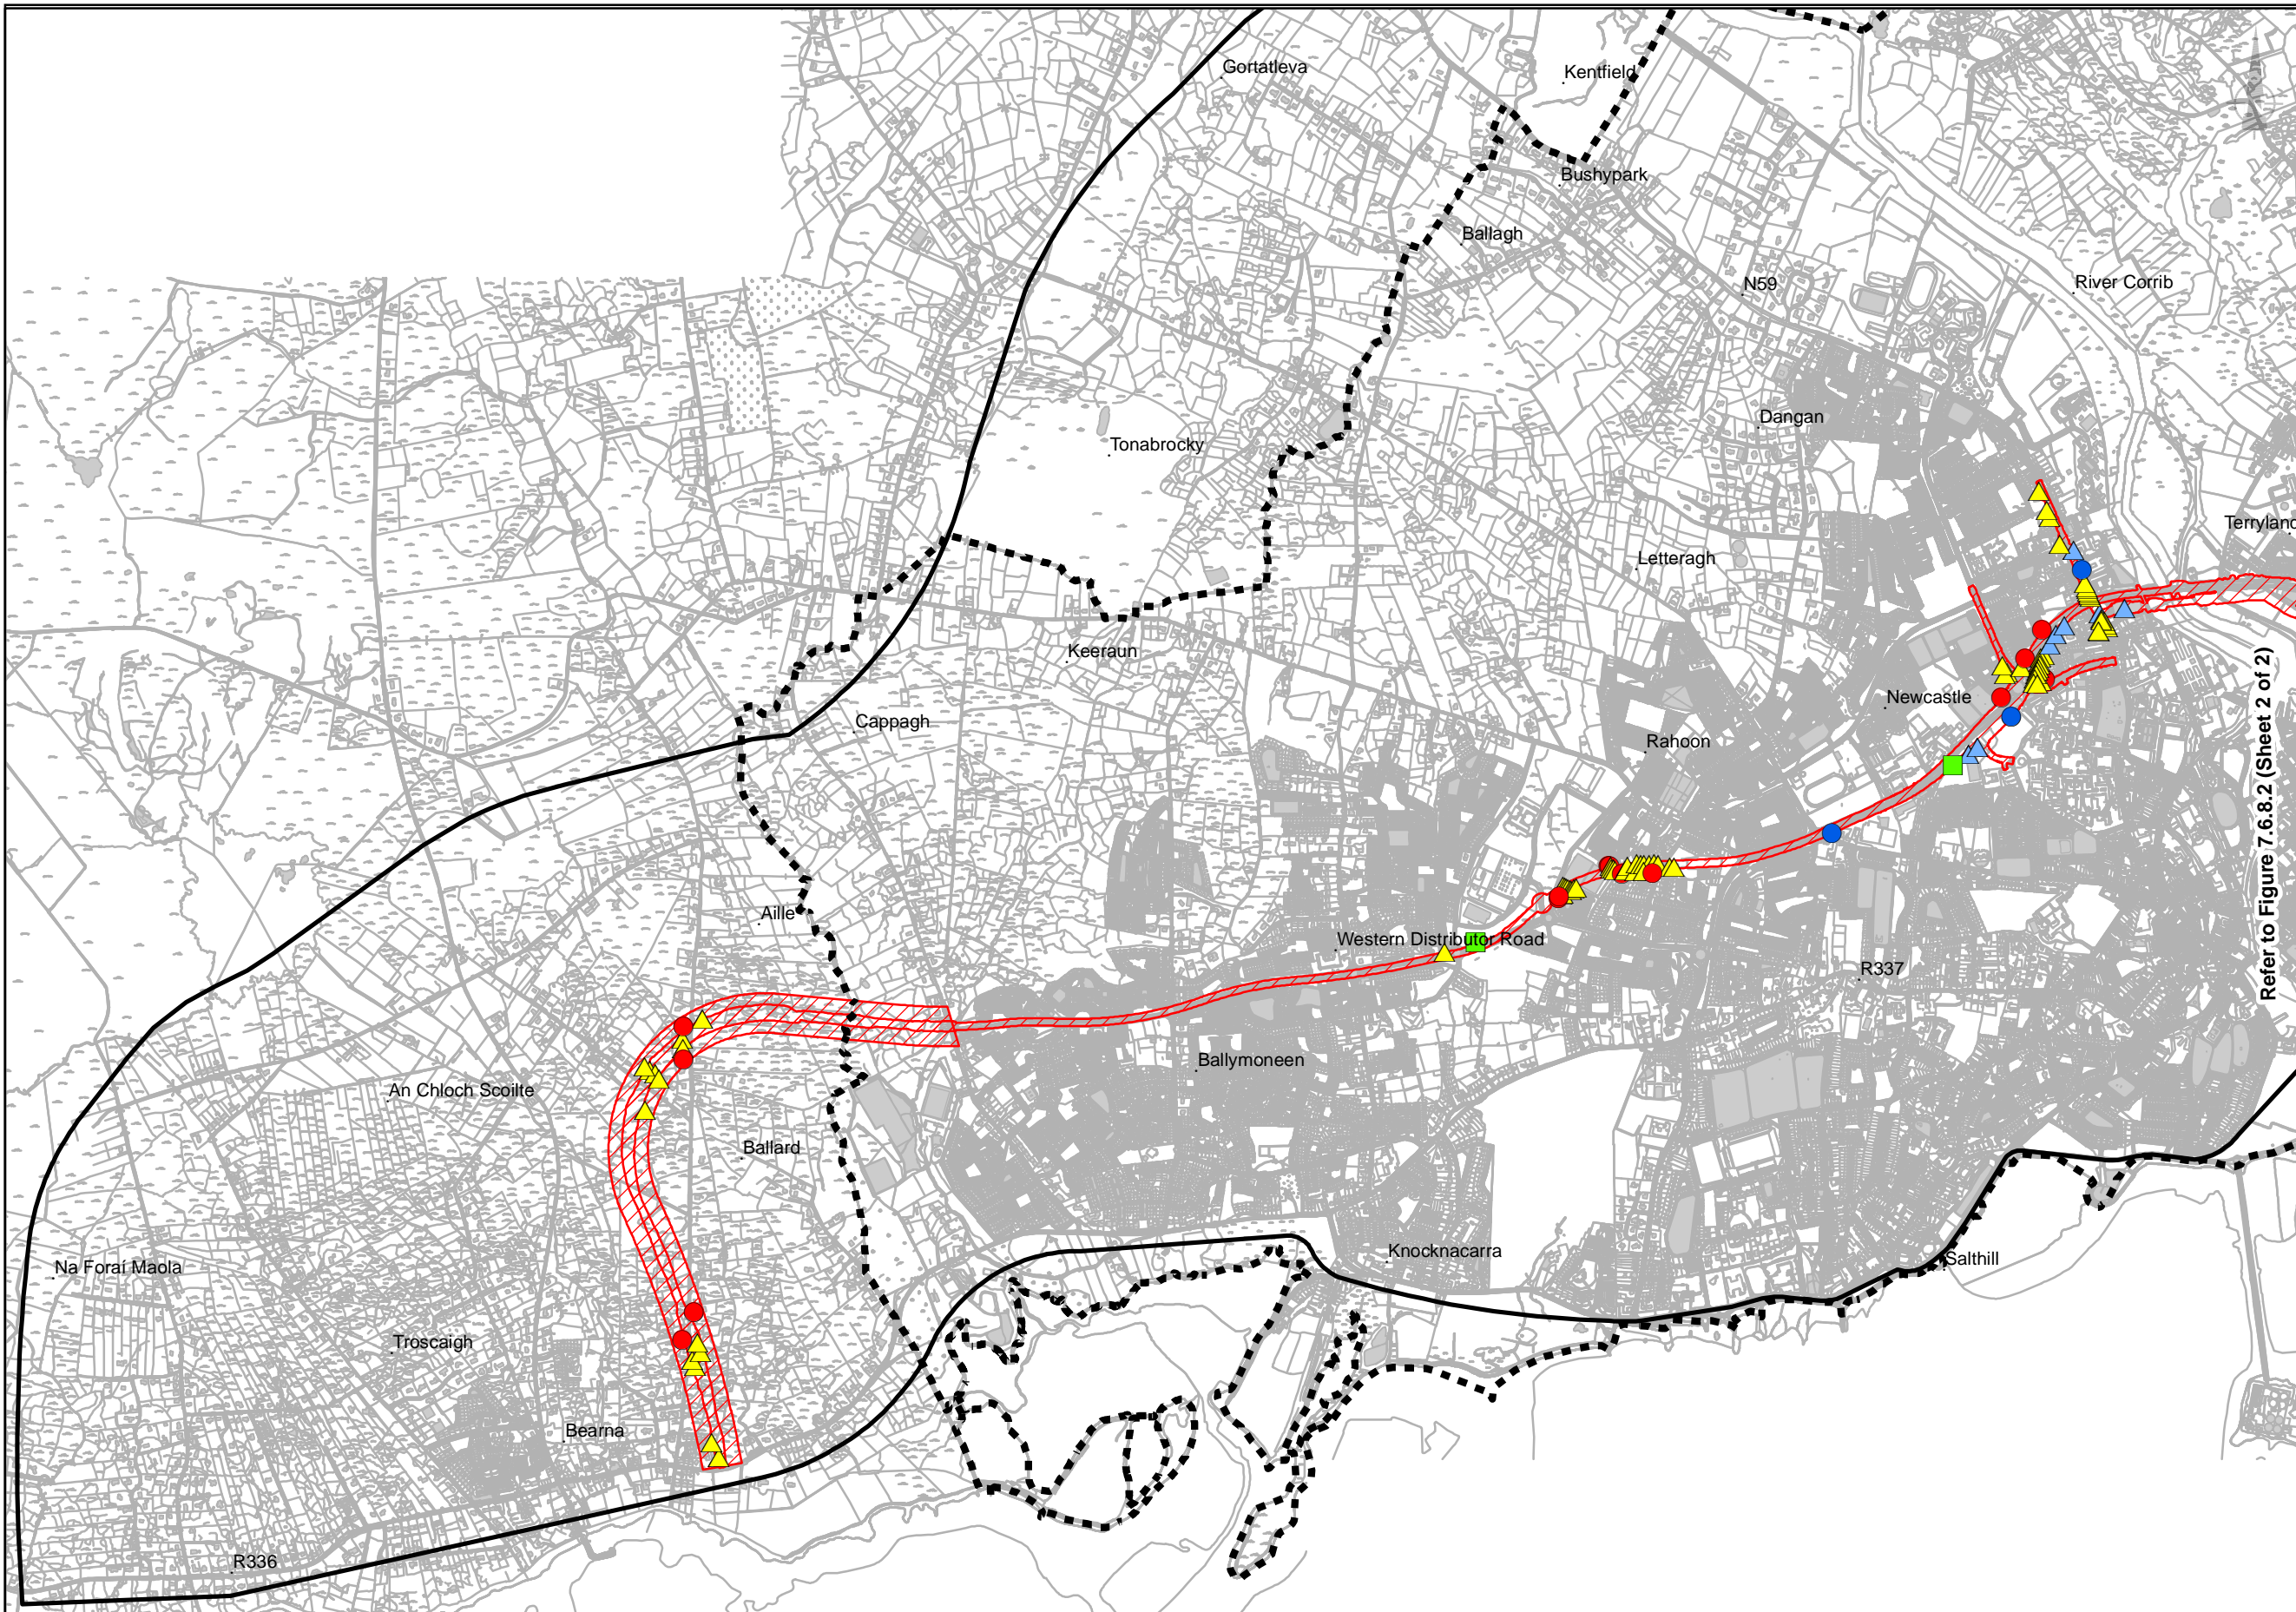 Gortatleva
Kentfield
Bushypark
Ballagh
N59
River Corrib
Dangan
Tonabrocky
Terryland
Letteragh
Keeraun
Newcastle
Cappagh
Rahoon
Aille
Western Distributor Road
R337
Refer to Figure 7.6.8.2 (Sheet 2 of 2)
Ballymoneen
An Chloch Scoilte
Ballard
Knocknacarra
Salthill
Na Foraí Maola
Troscaigh
Bearna
R336